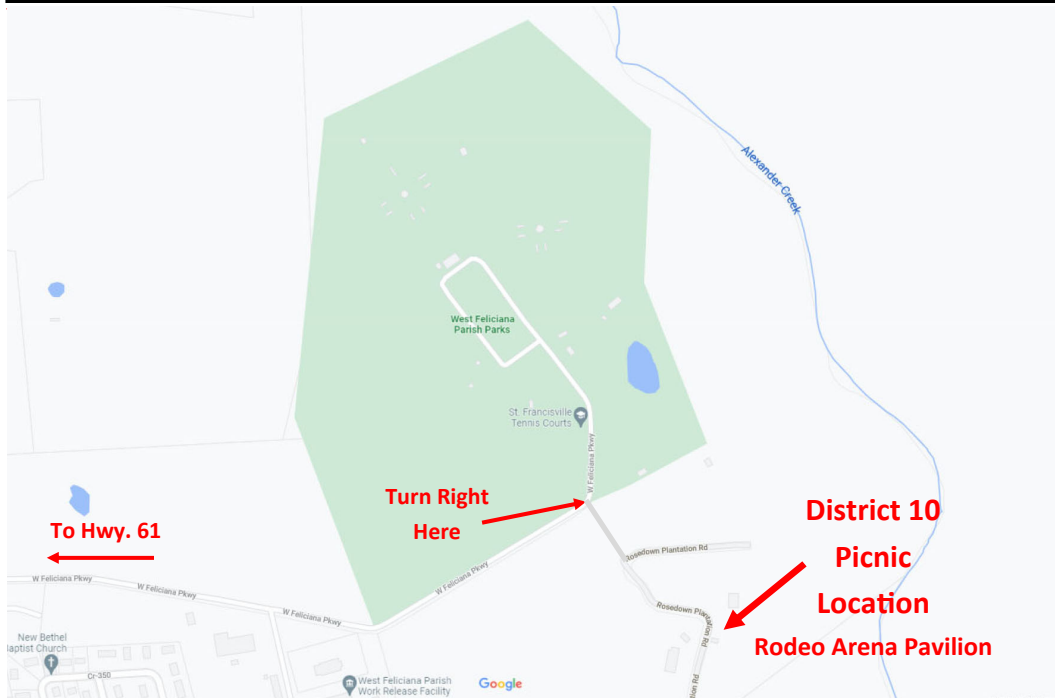 Alexander Creek
West Feliciana
Parish Parks
St. Francisville
Tennis Courts
W Feliciana Pkwy
Turn Right
Here
To Hwy. 61
District 10
Picnic
Location
Rodeo Arena Pavilion
Rosedown Plantation Rd
W Feliciana Pkwy
W Feliciana Pkwy
W Feliciana Pkwy
W Feliciana Pkwy
Rosedown Plantation Rd
New Bethel
Baptist Church
Cr-350
West Feliciana Parish
Work Release Facility
Google
tion Rd